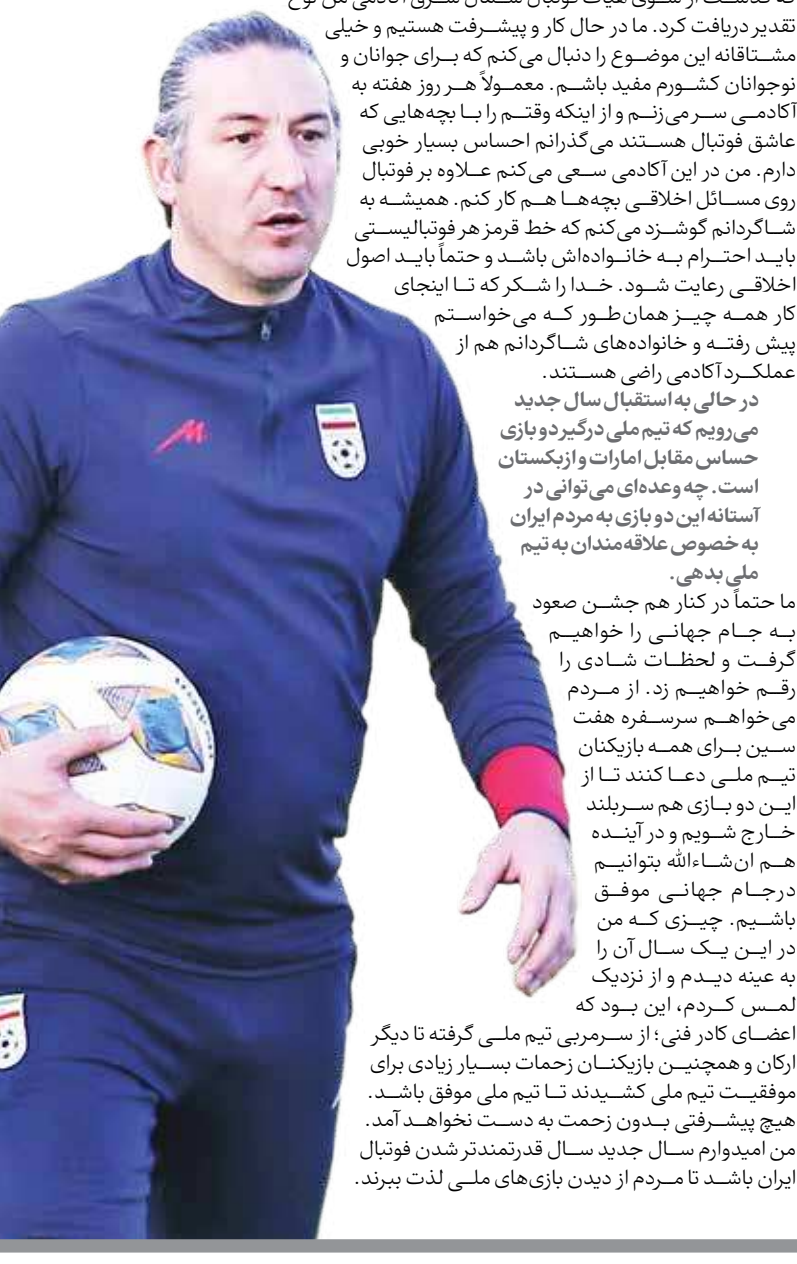 تقدیر دریافت کرد. ما در حال کار و پیشرفت هستیم و خیلی
مشتاقانه این موضوع را دنبال می‌کنم که برای جوانان و
نوجوانان کشورم مفید باشم. معمولاً هر روز هفته به
آکادمی سر می‌زنم و از اینکه وقتم را با بچه‌هایی که
عاشق فوتبال هستند می‌گذرانم احساس بسیار خوبی
دارم. من در این آکادمی سعی می‌کنم علاوه بر فوتبال
روی مسائل اخلاقی بچه‌ها هم کار کنم. همیشه به
شاگردانم گوشزد می‌کنم که خط قرمز هر فوتبالیستی
باید احترام به خانواده‌اش باشد و حتماً باید اصول
اخلاقی رعایت شود. خدا را شکر که تا اینجای
کار همه چیز همان‌طور که می‌خواستم
پیش رفته و خانواده‌های شاگردانم هم از
عملکرد آکادمی راضی هستند.
در حالی به استقبال سال جدید
می‌رویم که تیم ملی درگیر دو بازی
حساس مقابل امارات و ازبکستان
است. چه وعده‌ای می‌توانی در
آستانه این دو بازی به مردم ایران
به خصوص علاقه‌مندان به تیم
ملی بدهی.
ما حتماً در کنار هم جشن صعود
به جام جهانی را خواهیم
گرفت و لحظات شادی را
رقم خواهیم زد. از مردم
می‌خواهم سرسفره هفت
سین برای همه بازیکنان
تیم ملی دعا کنند تا از
این دو بازی هم سربلند
خارج شویم و در آینده
هم ان‌شاءالله بتوانیم
درجام جهانی موفق
باشیم. چیزی که من
در این یک سال آن را
به عینه دیدم و از نزدیک
لمس کردم، این بود که
اعضای کادر فنی؛ از سرمربی تیم ملی گرفته تا دیگر
ارکان و همچنین بازیکنان زحمات بسیار زیادی برای
موفقیت تیم ملی کشیدند تا تیم ملی موفق باشد.
هیچ پیشرفتی بدون زحمت به دست نخواهد آمد.
من امیدوارم سال جدید سال قدرتمندتر شدن فوتبال
ایران باشد تا مردم از دیدن بازی‌های ملی لذت ببرند.